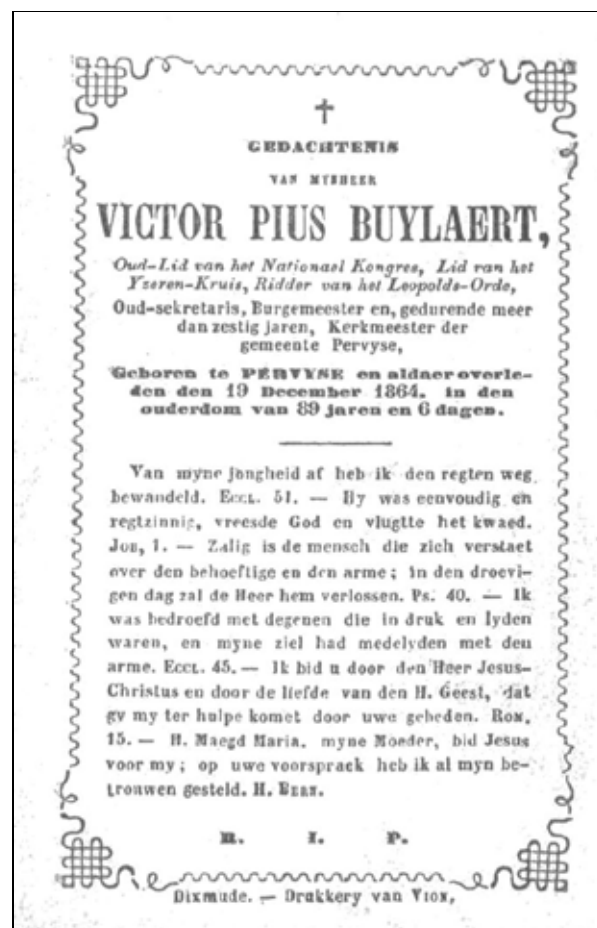 GEDACHTENIS
VAN MYNHEER
VICTOR PIUS BUYLAERT,
Oud-Lid van het Nationael Kongres, Lid van het
Yzeren-Kruis, Ridder van het Leopolds-Orde,
Oud-sekretaris, Burgemeester en, gedurende meer
dan zestig jaren, Kerkmeester der
gemeente Pervyse,
Geboren te PERVYSE en aldaer overle-
den den 19 December 1864, in den
ouderdom van 89 jaren en 6 dagen.
Van myne jongheid af heb ik den regten weg
bewandeld. ECCL. 51. — Hy was eenvoudig en
regtzinnig, vreesde God en vlugtte het kwaed.
JOB, 1. — Zalig is de mensch die zich verstaet
over den behoeftige en den arme; in den droevi-
gen dag zal de Heer hem verlossen. Ps. 40. — Ik
was bedroefd met degenen die in druk en lyden
waren, en myne ziel had medelyden met den
arme. ECCL. 45. — Ik bid u door den Heer Jesus-
Christus en door de liefde van den H. Geest, dat
gy my ter hulpe komet door uwe gebeden. ROM.
15. — H. Maegd Maria, myne Moeder, bid Jesus
voor my; op uwe voorspraek heb ik al myn be-
trouwen gesteld. H. BERN.
R. I. P.
Dixmude. — Drukkery van VION,